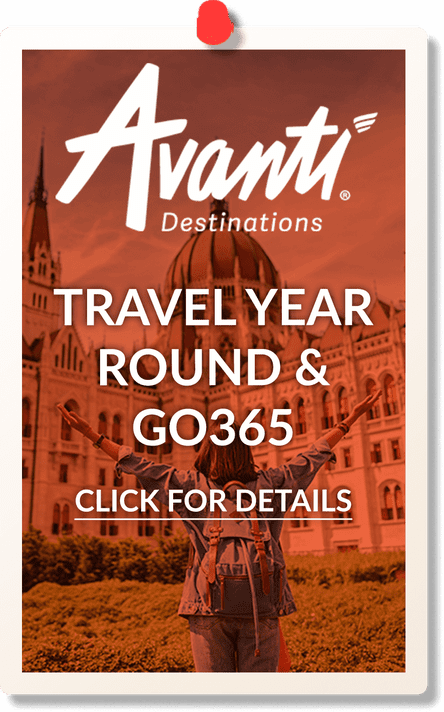 Avanti®
Destinations
TRAVEL YEAR
ROUND &
GO365
CLICK FOR DETAILS